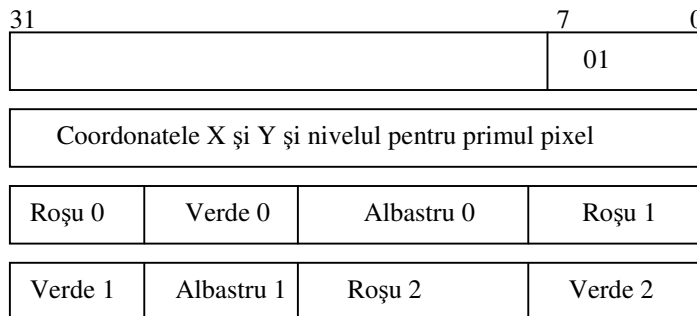 31 7 0
01
Coordonatele X şi Y şi nivelul pentru primul pixel
Roşu 0 Verde 0 Albastru 0 Roşu 1
Verde 1 Albastru 1 Roşu 2 Verde 2